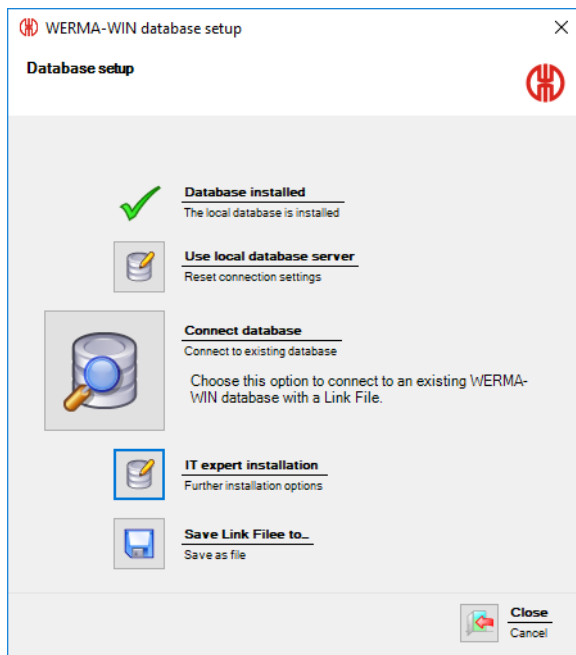 WERMA-WIN database setup
Database setup
Database installed
The local database is installed
Use local database server
Reset connection settings
Connect database
Connect to existing database
Choose this option to connect to an existing WERMA-
WIN database with a Link File.
IT expert installation
Further installation options
Save Link Filee to...
Save as file
Close
Cancel